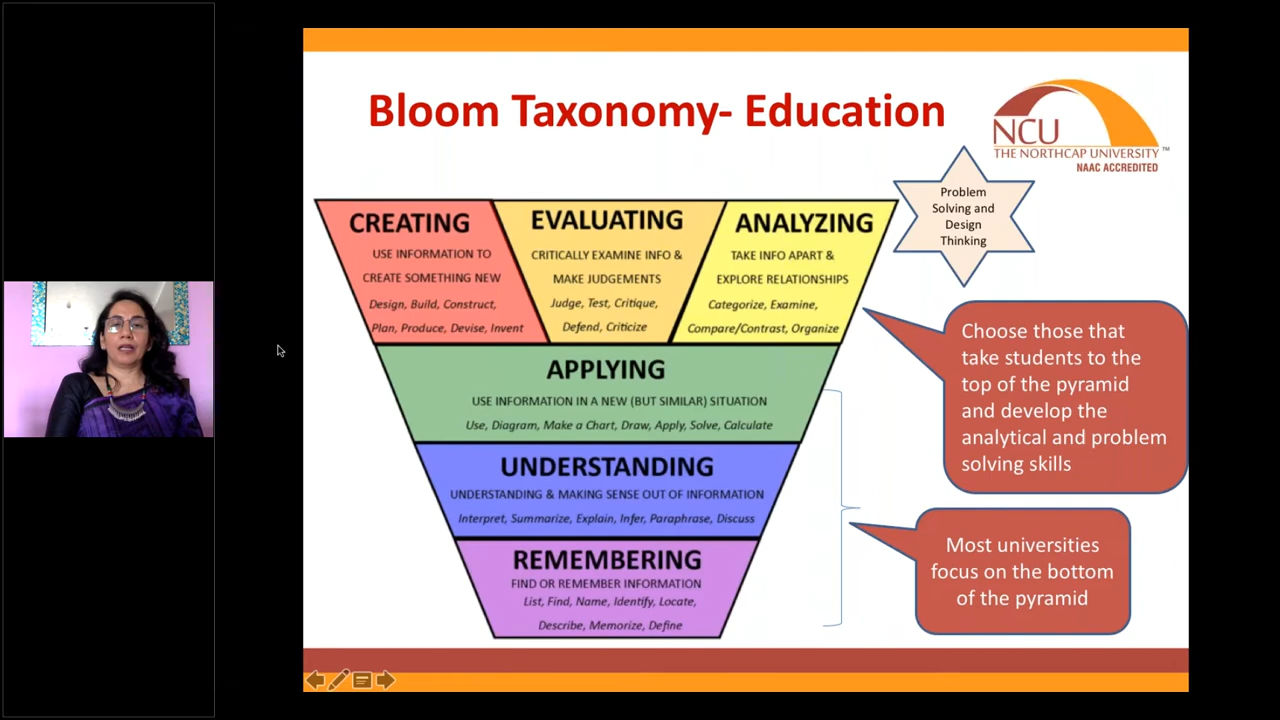 Bloom Taxonomy- Education
NCU
THE NORTHCAP UNIVERSITY
TM
NAAC ACCREDITED
Problem
Solving and
Design
Thinking
CREATING
USE INFORMATION TO
CREATE SOMETHING NEW
Design, Build, Construct,
Plan, Produce, Devise, Invent
EVALUATING
CRITICALLY EXAMINE INFO &
MAKE JUDGEMENTS
Judge, Test, Critique,
Defend, Criticize
ANALYZING
TAKE INFO APART &
EXPLORE RELATIONSHIPS
Categorize, Examine,
Compare/Contrast, Organize
APPLYING
USE INFORMATION IN A NEW (BUT SIMILAR) SITUATION
Use, Diagram, Make a Chart, Draw, Apply, Solve, Calculate
UNDERSTANDING
UNDERSTANDING & MAKING SENSE OUT OF INFORMATION
Interpret, Summarize, Explain, Infer, Paraphrase, Discuss
REMEMBERING
FIND OR REMEMBER INFORMATION
List, Find, Name, Identify, Locate,
Describe, Memorize, Define
Choose those that
take students to the
top of the pyramid
and develop the
analytical and problem
solving skills
Most universities
focus on the bottom
of the pyramid